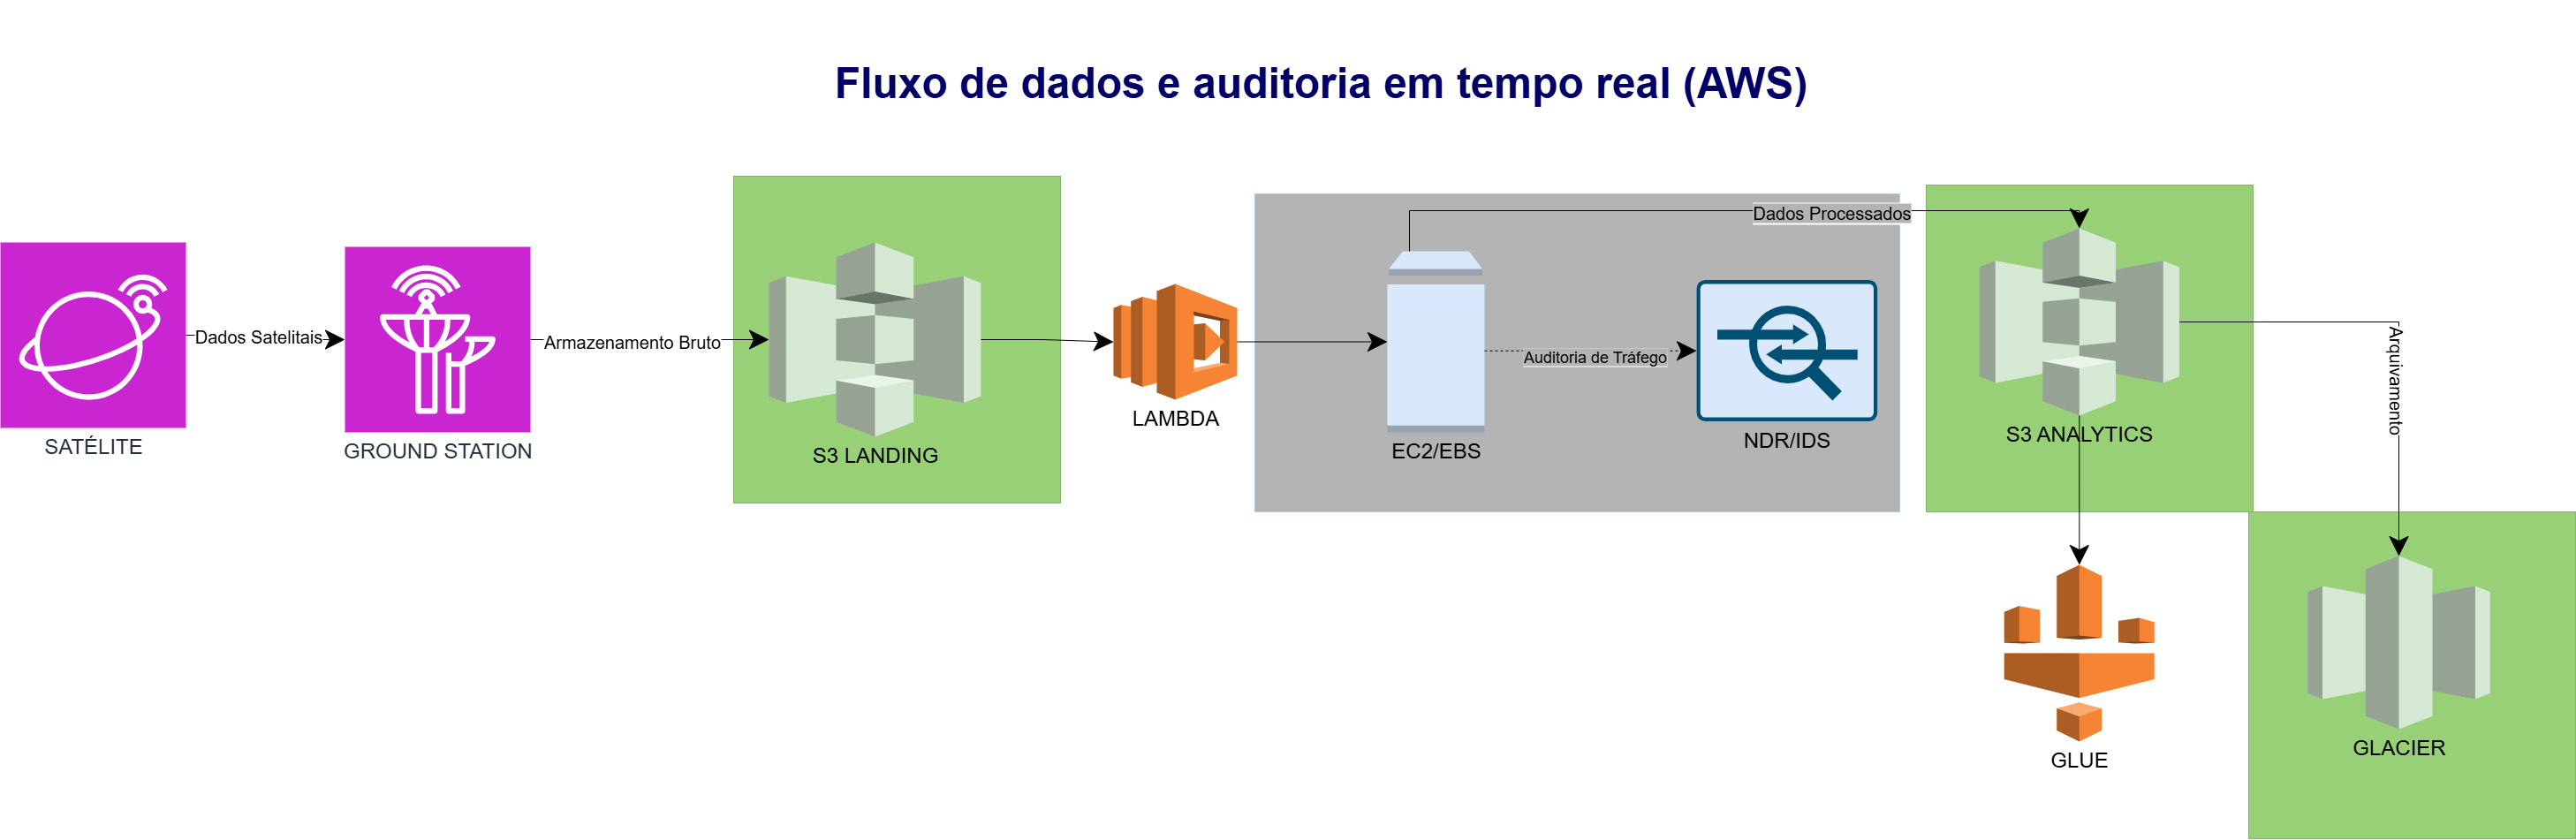 Fluxo de dados e auditoria em tempo real (AWS)
Dados Satelitais
SATÉLITE
GROUND STATION
Armazenamento Bruto
S3 LANDING
LAMBDA
Dados Processados
EC2/EBS
Auditoria de Tráfego
NDR/IDS
S3 ANALYTICS
Arquivamento
GLUE
GLACIER